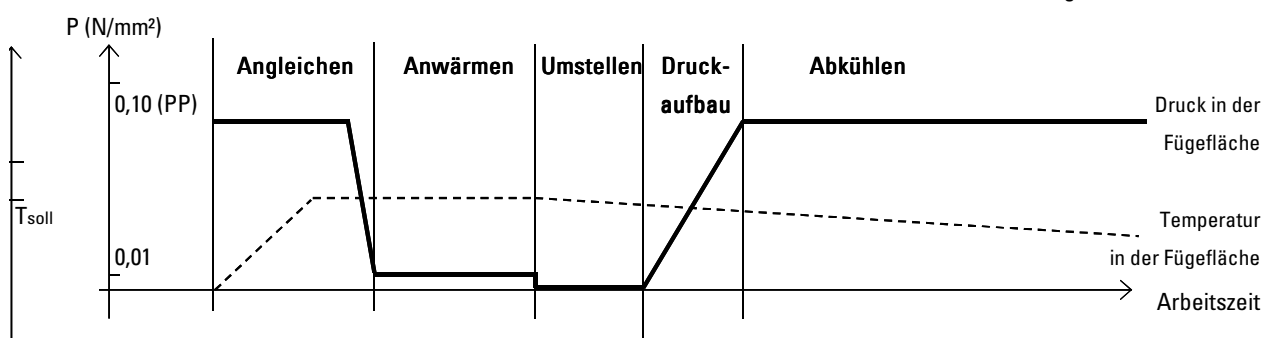 P (N/mm²)
Angleichen
Anwärmen
Umstellen
Druck-
aufbau
Abkühlen
0,10 (PP)
Druck in der
Fügefläche
Tsoll
0,01
Temperatur
in der Fügefläche
Arbeitszeit